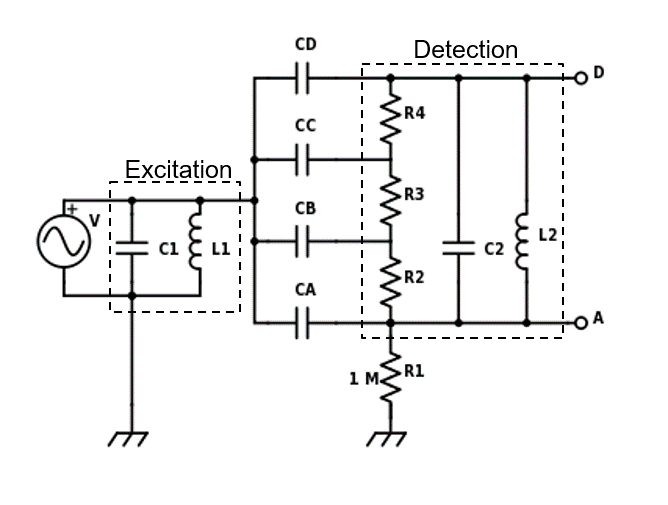 CD
Detection
D
R4
CC
Excitation
R3
CB
+
V
C1
L1
C2
L2
R2
CA
A
1 M
R1